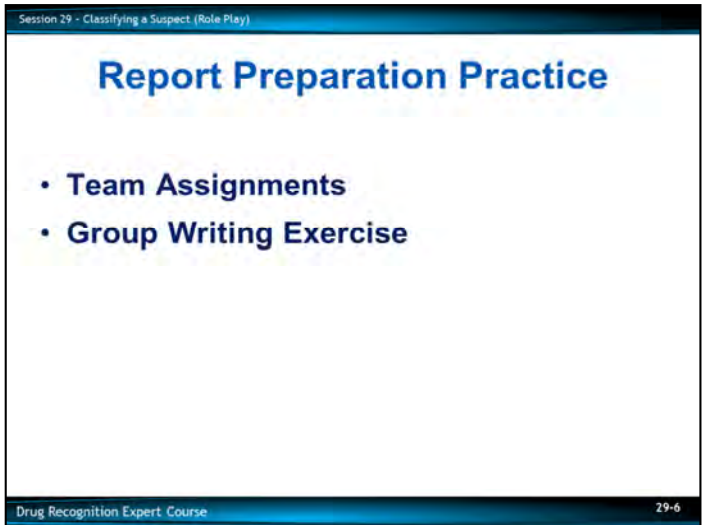 Session 29 - Classifying a Suspect (Role Play)
Report Preparation Practice
• Team Assignments
• Group Writing Exercise
Drug Recognition Expert Course
29-6